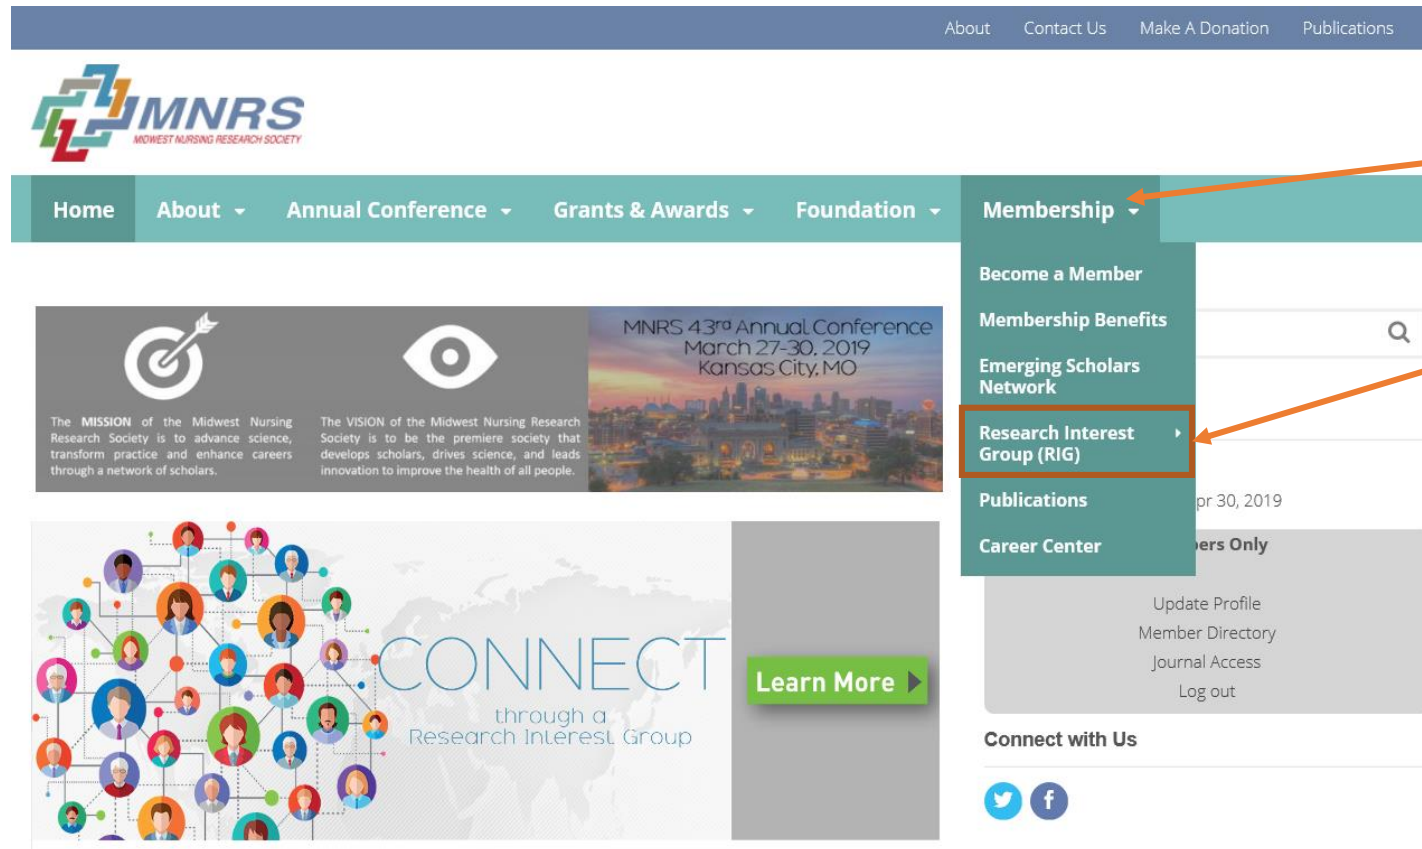 About Contact Us Make A Donation Publications
MNRS
MIDWEST NURSING RESEARCH SOCIETY
Home About Annual Conference Grants & Awards Foundation Membership
Become a Member
Membership Benefits
Emerging Scholars
Network
Research Interest
Group (RIG)
Publications
Career Center
The MISSION of the Midwest Nursing
Research Society is to advance science,
transform practice and enhance careers
through a network of scholars.
The VISION of the Midwest Nursing Research
Society is to be the premiere society that
develops scholars, drives science, and leads
innovation to improve the health of all people.
MNRS 43rd Annual Conference
March 27-30, 2019
Kansas City, MO
pr 30, 2019
ers Only
Update Profile
Member Directory
Journal Access
Log out
CONNECT
through a
Research Interest Group
Learn More
Connect with Us